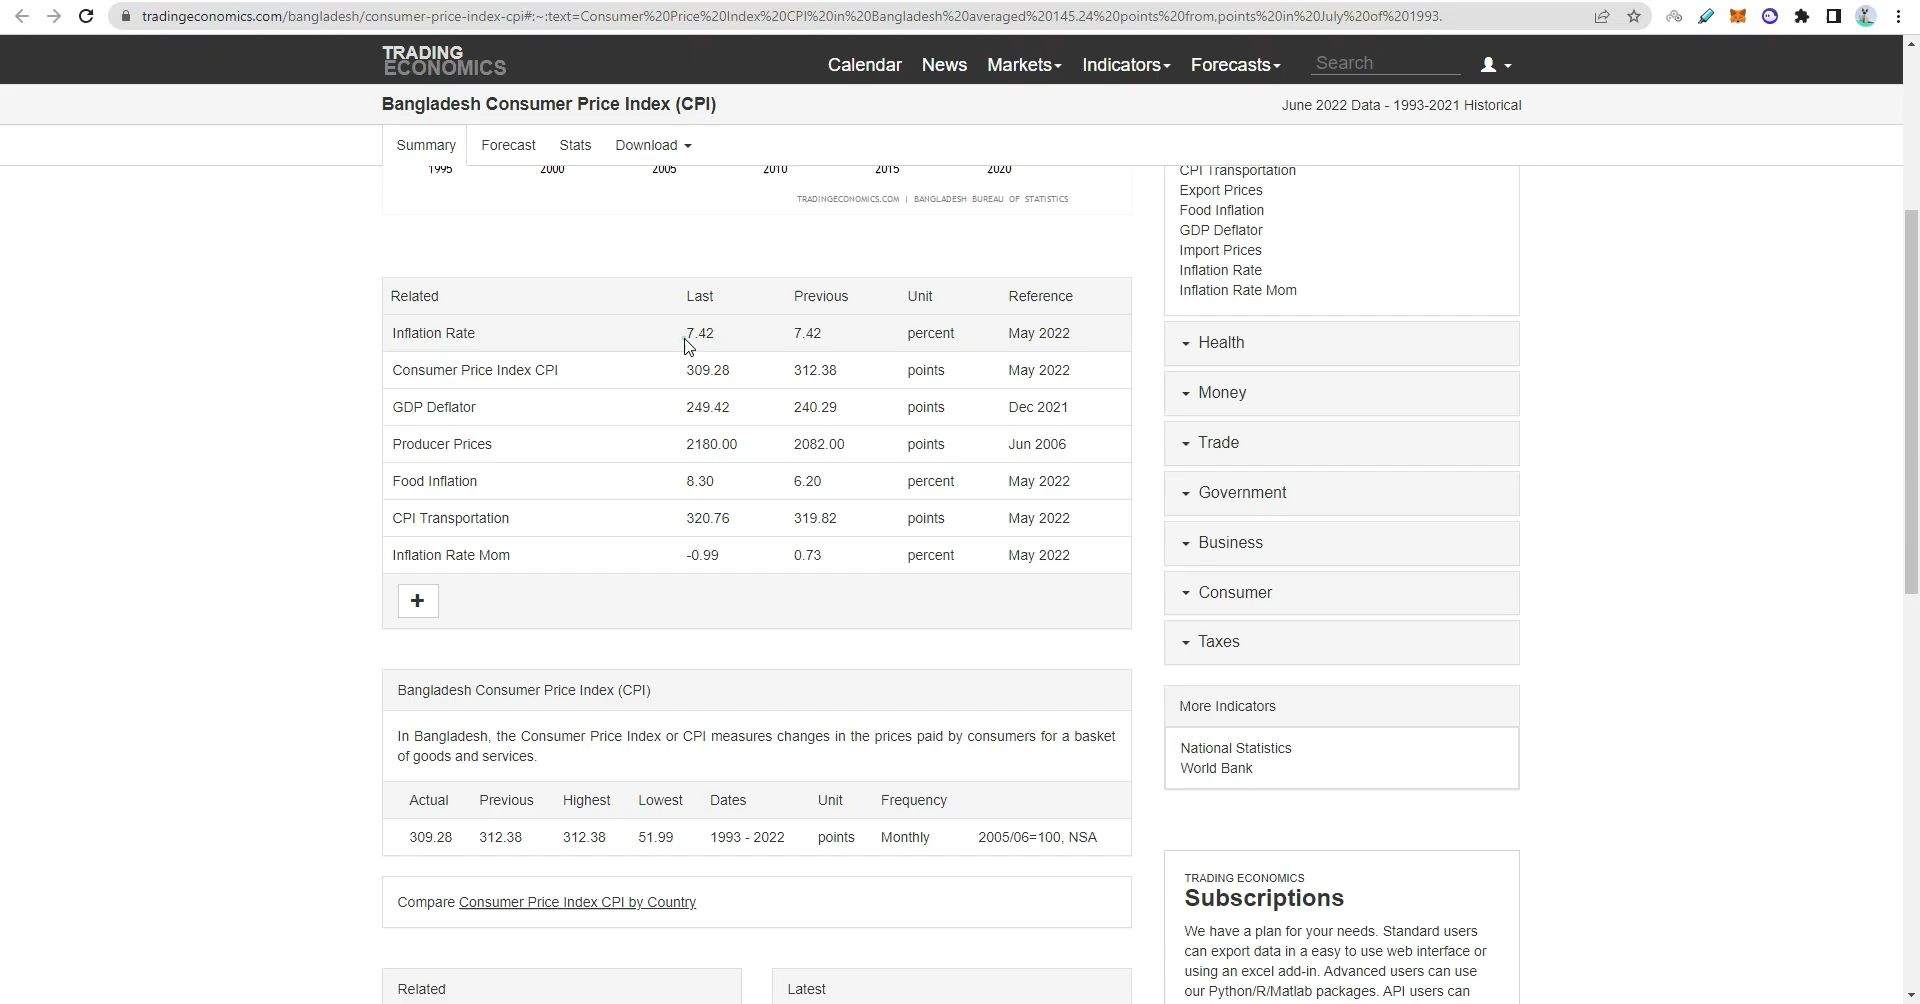 tradingeconomics.com/bangladesh/consumer-price-index-cpi#:~:text=Consumer%20Price%20Index%20CPI%20in%20Bangladesh%20averaged%20145.24%20points%20from,points%20in%20July%20of%201993.
TRADING
ECONOMICS
Calendar News Markets Indicators Forecasts Search
Bangladesh Consumer Price Index (CPI)
June 2022 Data - 1993-2021 Historical
Summary Forecast Stats Download
1995 2000 2005 2010 2015 2020
TRADINGECONOMICS.COM | BANGLADESH BUREAU OF STATISTICS
Related Last Previous Unit Reference
Inflation Rate 7.42 7.42 percent May 2022
Consumer Price Index CPI 309.28 312.38 points May 2022
GDP Deflator 249.42 240.29 points Dec 2021
Producer Prices 2180.00 2082.00 points Jun 2006
Food Inflation 8.30 6.20 percent May 2022
CPI Transportation 320.76 319.82 points May 2022
Inflation Rate Mom -0.99 0.73 percent May 2022
+
Bangladesh Consumer Price Index (CPI)
In Bangladesh, the Consumer Price Index or CPI measures changes in the prices paid by consumers for a basket
of goods and services.
Actual Previous Highest Lowest Dates Unit Frequency
309.28 312.38 312.38 51.99 1993 - 2022 points Monthly 2005/06=100, NSA
Compare Consumer Price Index CPI by Country
Related
Latest
CPI Transportation
Export Prices
Food Inflation
GDP Deflator
Import Prices
Inflation Rate
Inflation Rate Mom
Health
Money
Trade
Government
Business
Consumer
Taxes
More Indicators
National Statistics
World Bank
TRADING ECONOMICS
Subscriptions
We have a plan for your needs. Standard users
can export data in a easy to use web interface or
using an excel add-in. Advanced users can use
our Python/R/Matlab packages. API users can